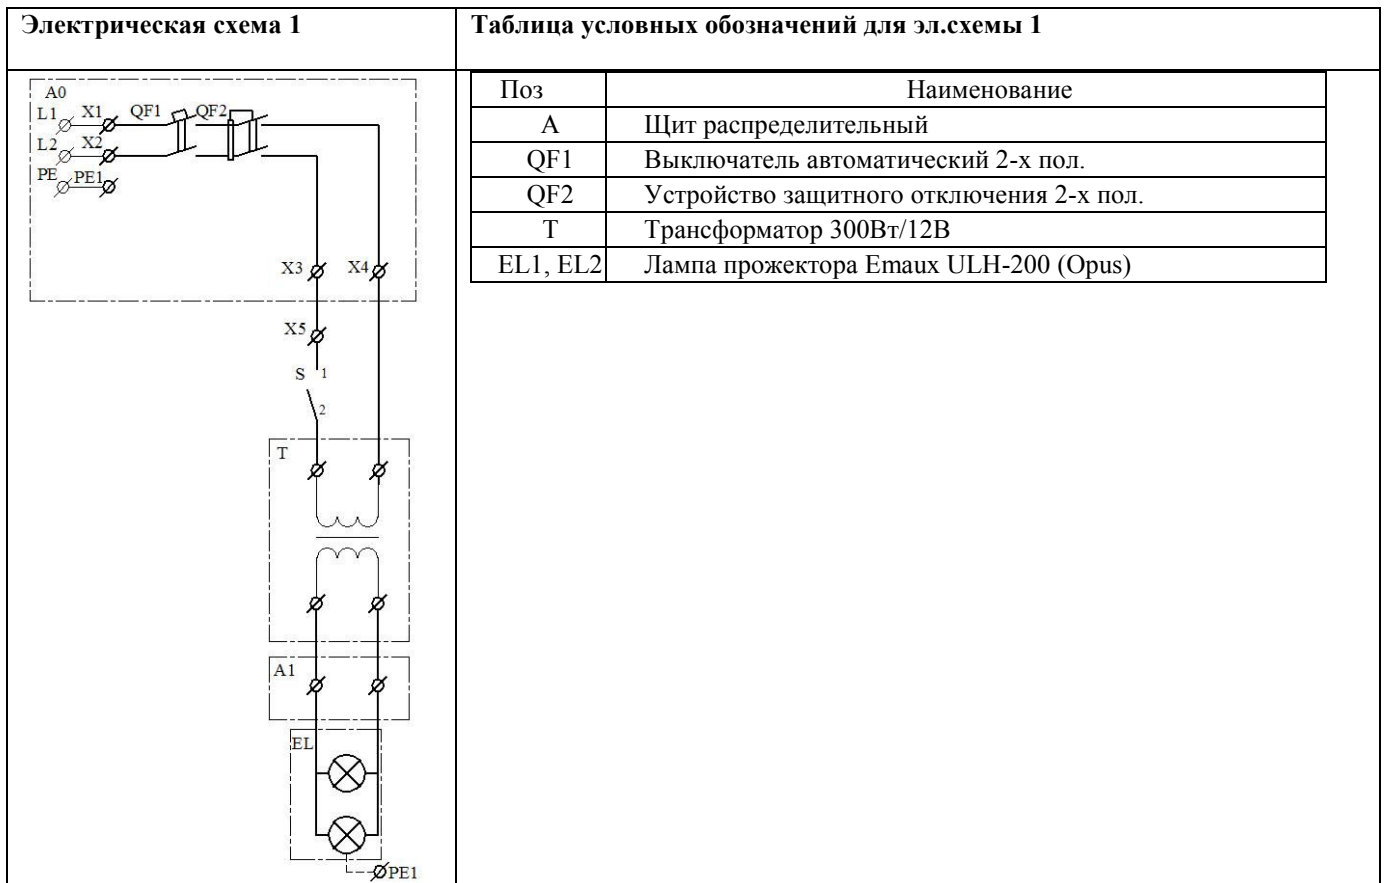 Электрическая схема 1
Таблица условных обозначений для эл.схемы 1
A0
L1 X1 QF1 QF2
L2 X2
PE PE1
X3 X4
X5
S 1
2
T
A1
EL
PE1
Поз Наименование
А Щит распределительный
QF1 Выключатель автоматический 2-х пол.
QF2 Устройство защитного отключения 2-х пол.
Т Трансформатор 300Вт/12В
EL1, EL2 Лампа прожектора Emaux ULH-200 (Opus)